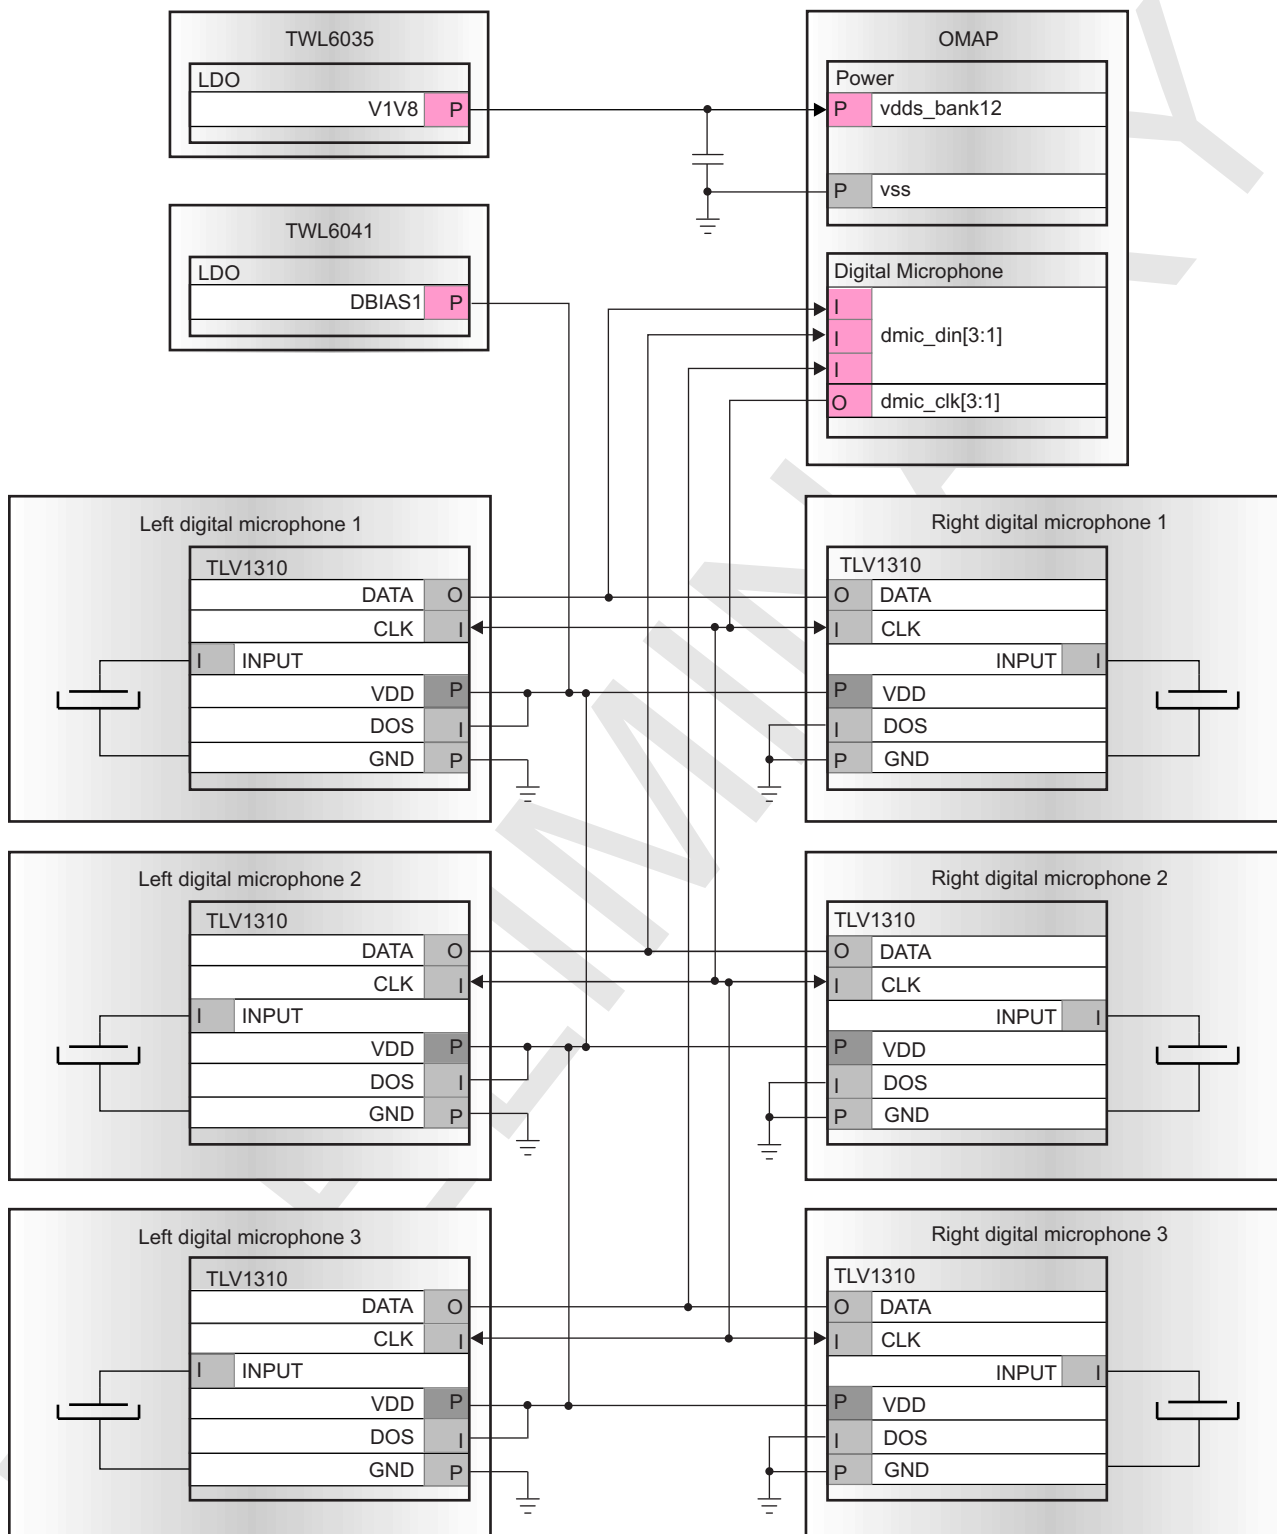 TWL6035
LDO
V1V8 P
OMAP
Power
P vdds_bank12
P vss
TWL6041
LDO
DBIAS1 P
Digital Microphone
I
I dmic_din[3:1]
I
O dmic_clk[3:1]
Left digital microphone 1
TLV1310
DATA O
CLK I
I INPUT
VDD P
DOS I
GND P
Right digital microphone 1
TLV1310
O DATA
I CLK
INPUT I
P VDD
I DOS
P GND
Left digital microphone 2
TLV1310
DATA O
CLK I
I INPUT
VDD P
DOS I
GND P
Right digital microphone 2
TLV1310
O DATA
I CLK
INPUT I
P VDD
I DOS
P GND
Left digital microphone 3
TLV1310
DATA O
CLK I
I INPUT
VDD P
DOS I
GND P
Right digital microphone 3
TLV1310
O DATA
I CLK
INPUT I
P VDD
I DOS
P GND